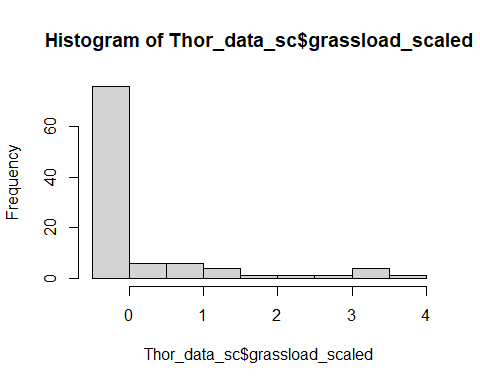 Histogram of Thor_data_sc$grassload_scaled
Frequency
60
40
20
0
0 1 2 3 4
Thor_data_sc$grassload_scaled